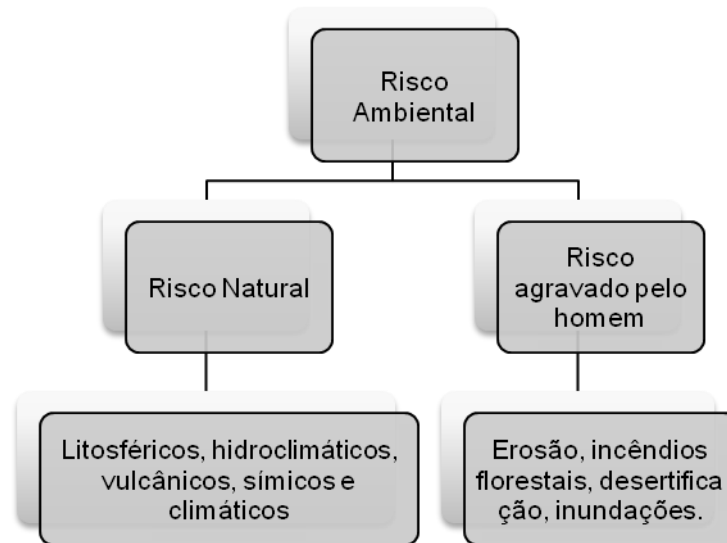 Risco
Ambiental
Risco Natural
Risco
agravado pelo
homem
Litosféricos, hidroclimáticos,
vulcânicos, símicos e
climáticos
Erosão, incêndios
florestais, desertifica
ção, inundações.